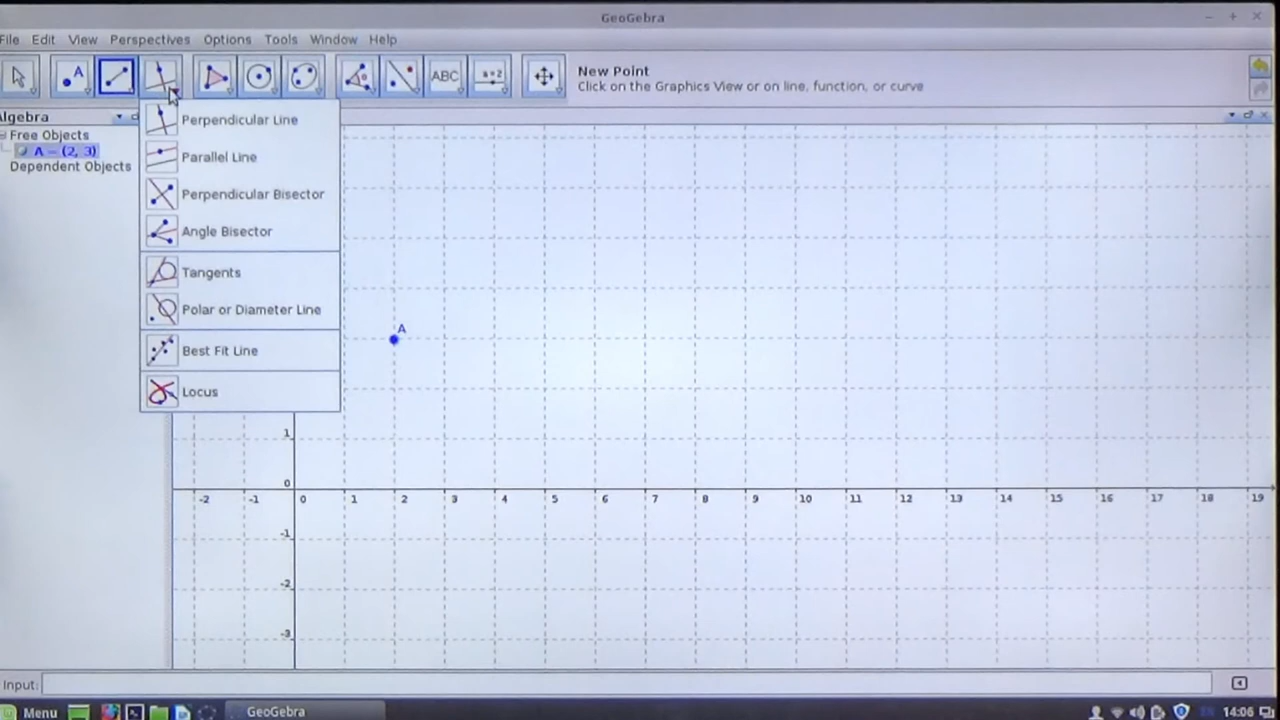 GeoGebra
File Edit View Perspectives Options Tools Window Help
A ABC a=2
New Point
Click on the Graphics View or on line, function, or curve
Algebra
Free Objects
A = (2, 3)
Dependent Objects
Perpendicular Line
Parallel Line
Perpendicular Bisector
Angle Bisector
Tangents
Polar or Diameter Line
Best Fit Line
Locus
A
1
0
-2 -1 0 1 2 3 4 5 6 7 8 9 10 11 12 13 14 15 16 17 18 19
-1
-2
-3
Input:
Menu GeoGebra 14:06